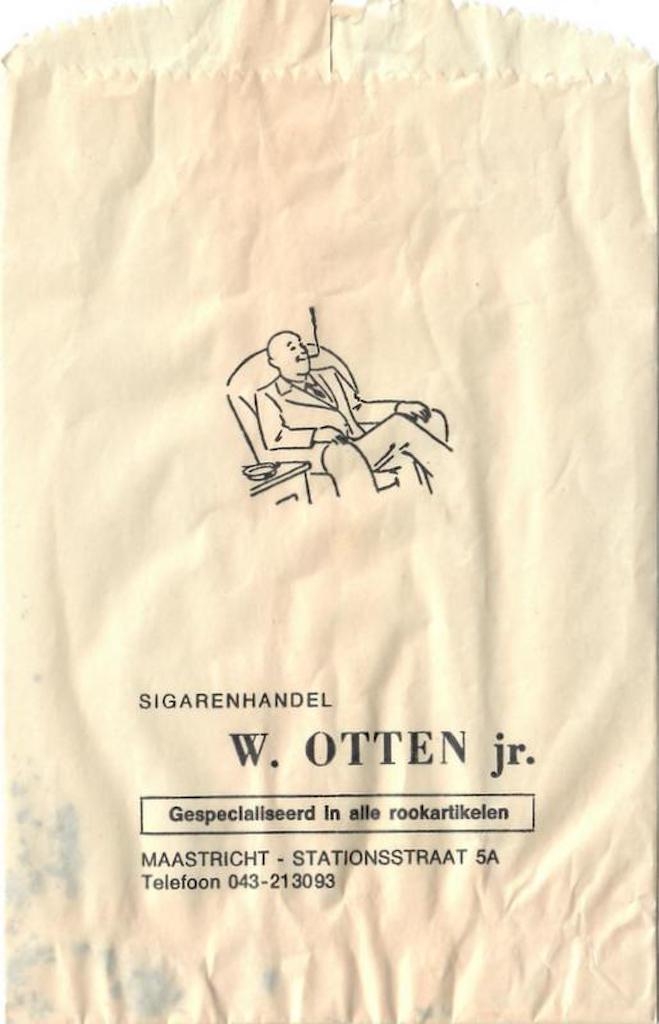 SIGARENHANDEL
W. OTTEN jr.
Gespecialiseerd in alle rookartikelen
MAASTRICHT - STATIONSSTRAAT 5A
Telefoon 043-213093